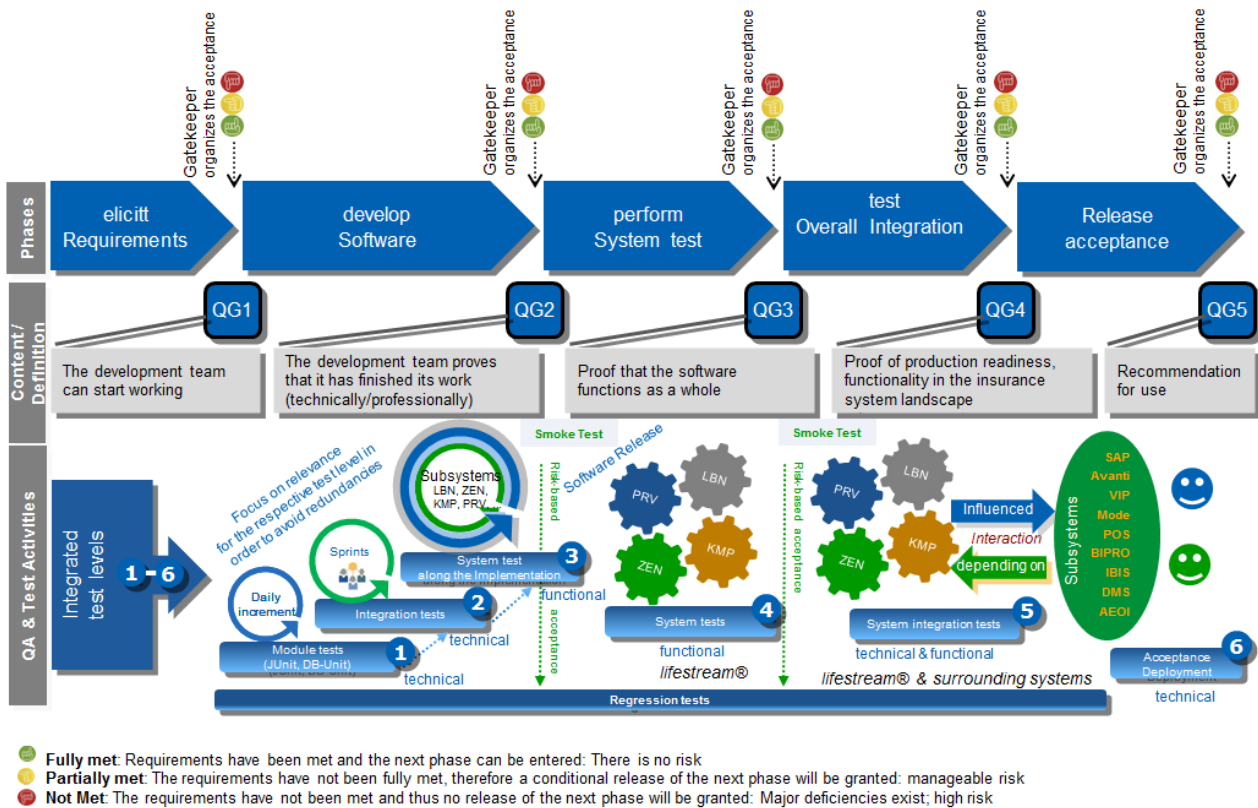 Gatekeeper
organizes the acceptance
Gatekeeper
organizes the acceptance
Gatekeeper
organizes the acceptance
Gatekeeper
organizes the acceptance
Gatekeeper
organizes the acceptance
Phases
elicitt
Requirements
develop
Software
perform
System test
test
Overall Integration
Release
acceptance
Content/
Definition
QG1
QG2
QG3
QG4
QG5
The development team
can start working
The development team proves
that it has finished its work
(technically/professionally)
Proof that the software
functions as a whole
Proof of production readiness,
functionality in the insurance
system landscape
Recommendation
for use
QA & Test Activities
Integrated
test levels
1 – 6
Focus on relevance
for the respective test level in
order to avoid redundancies
Daily
increment
Module tests
(JUnit, DB-Unit)
1
technical
Sprints
Integration tests
2
technical
Subsystems
LBN, ZEN,
KMP, PRV, ...
System test
along the Implementation
3
functional
Smoke Test
Risk-based acceptance
Software Release
PRV
LBN
KMP
ZEN
System tests
4
functional
lifestream®
Smoke Test
Risk-based acceptance
PRV
LBN
KMP
ZEN
Influenced
Interaction
depending on
System integration tests
5
technical & functional
lifestream® & surrounding systems
Subsystems
SAP
Avanti
VIP
Mode
POS
BIPRO
IBIS
DMS
AEOI
Acceptance
Deployment
6
technical
Regression tests
Fully met: Requirements have been met and the next phase can be entered: There is no risk
Partially met: The requirements have not been fully met, therefore a conditional release of the next phase will be granted: manageable risk
Not Met: The requirements have not been met and thus no release of the next phase will be granted: Major deficiencies exist; high risk